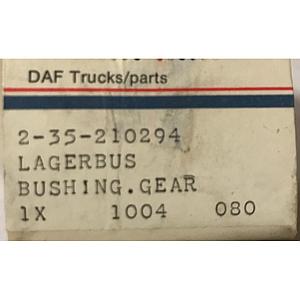 DAF Trucks/parts
2-35-210294
LAGERBUS
BUSHING.GEAR
1X 1004 080